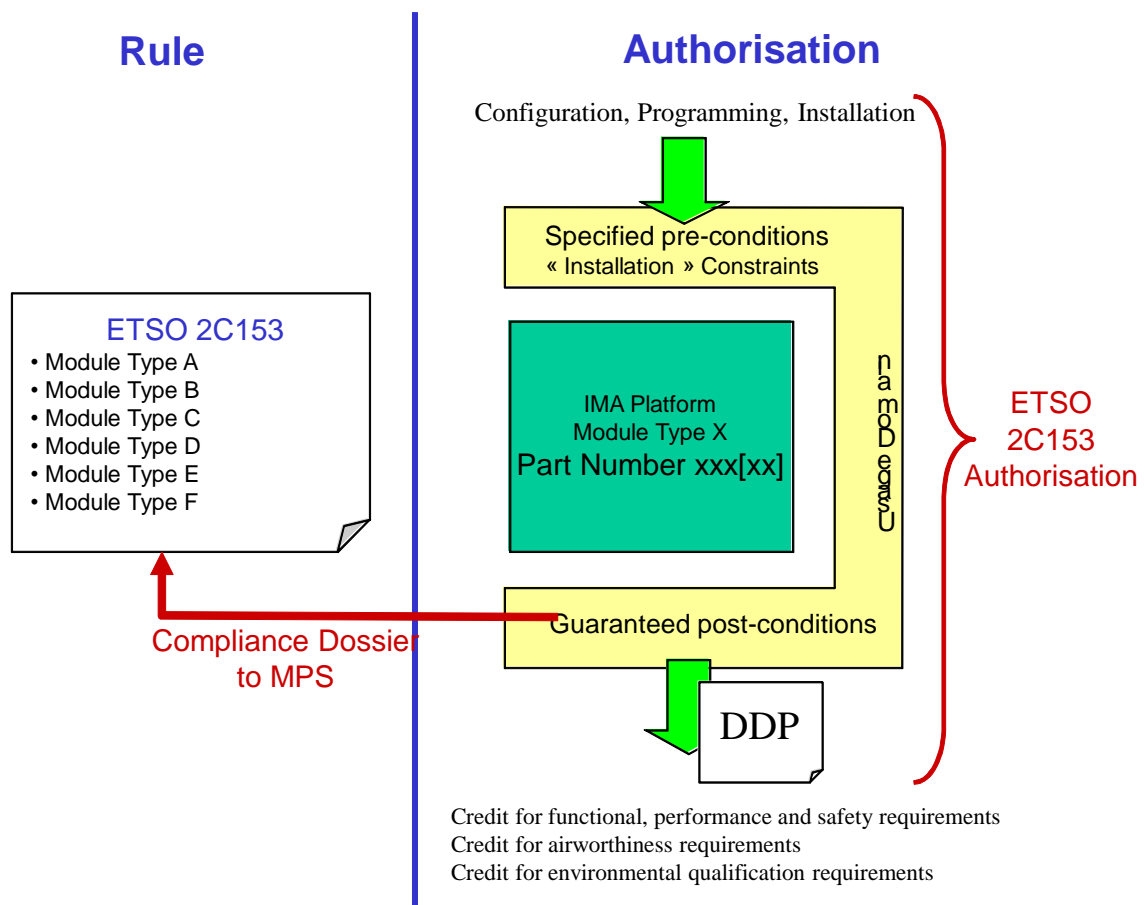 Rule
Authorisation
Configuration, Programming, Installation
Specified pre-conditions
« Installation » Constraints
ETSO 2C153
• Module Type A
• Module Type B
• Module Type C
• Module Type D
• Module Type E
• Module Type F
IMA Platform
Module Type X
Part Number xxx[xx]
Usage Domain
ETSO
2C153
Authorisation
Guaranteed post-conditions
Compliance Dossier
to MPS
DDP
Credit for functional, performance and safety requirements
Credit for airworthiness requirements
Credit for environmental qualification requirements